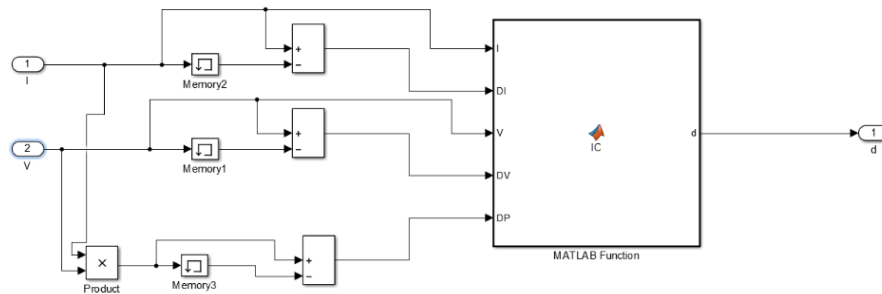 1
I
Memory2
+
−
2
V
Memory1
+
−
×
Product
Memory3
+
−
I
DI
V
DV
DP
IC
d
MATLAB Function
1
d